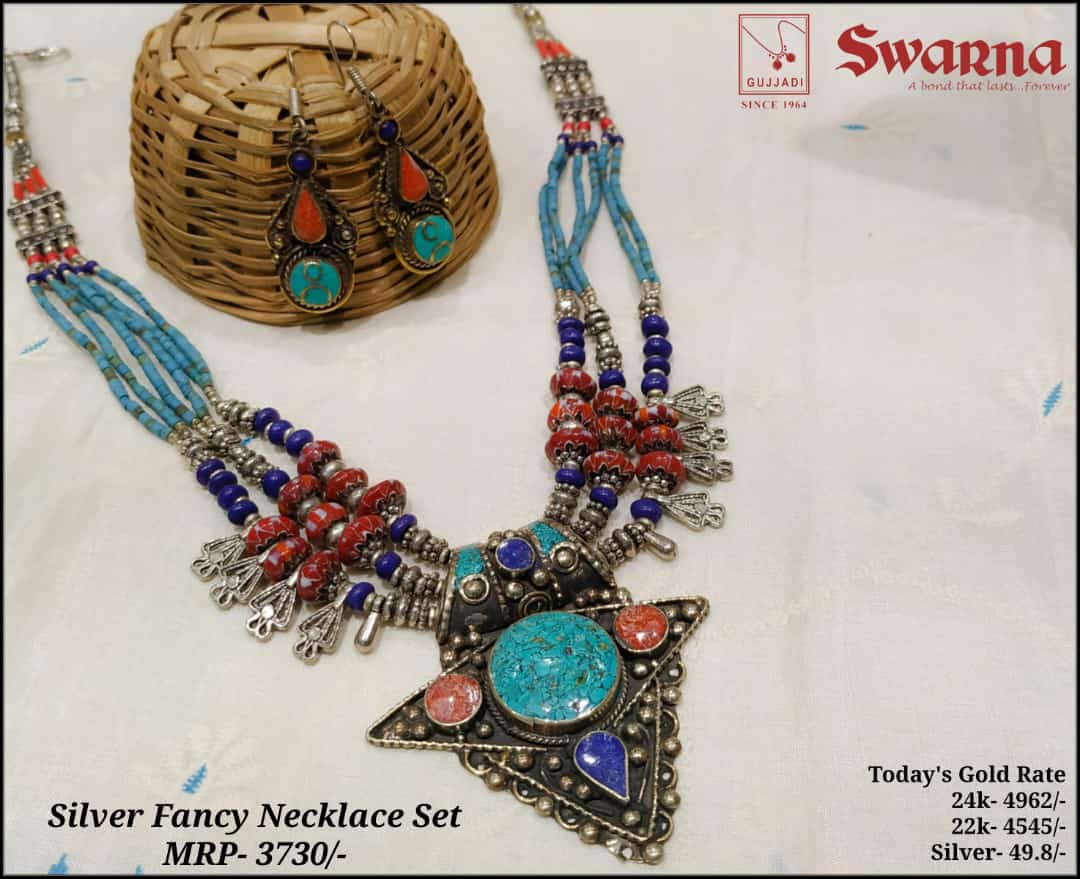 GUJJADI
SINCE 1964
Swarna
A bond that lasts...Forever
Silver Fancy Necklace Set
MRP- 3730/-
Today's Gold Rate
24k- 4962/-
22k- 4545/-
Silver- 49.8/-